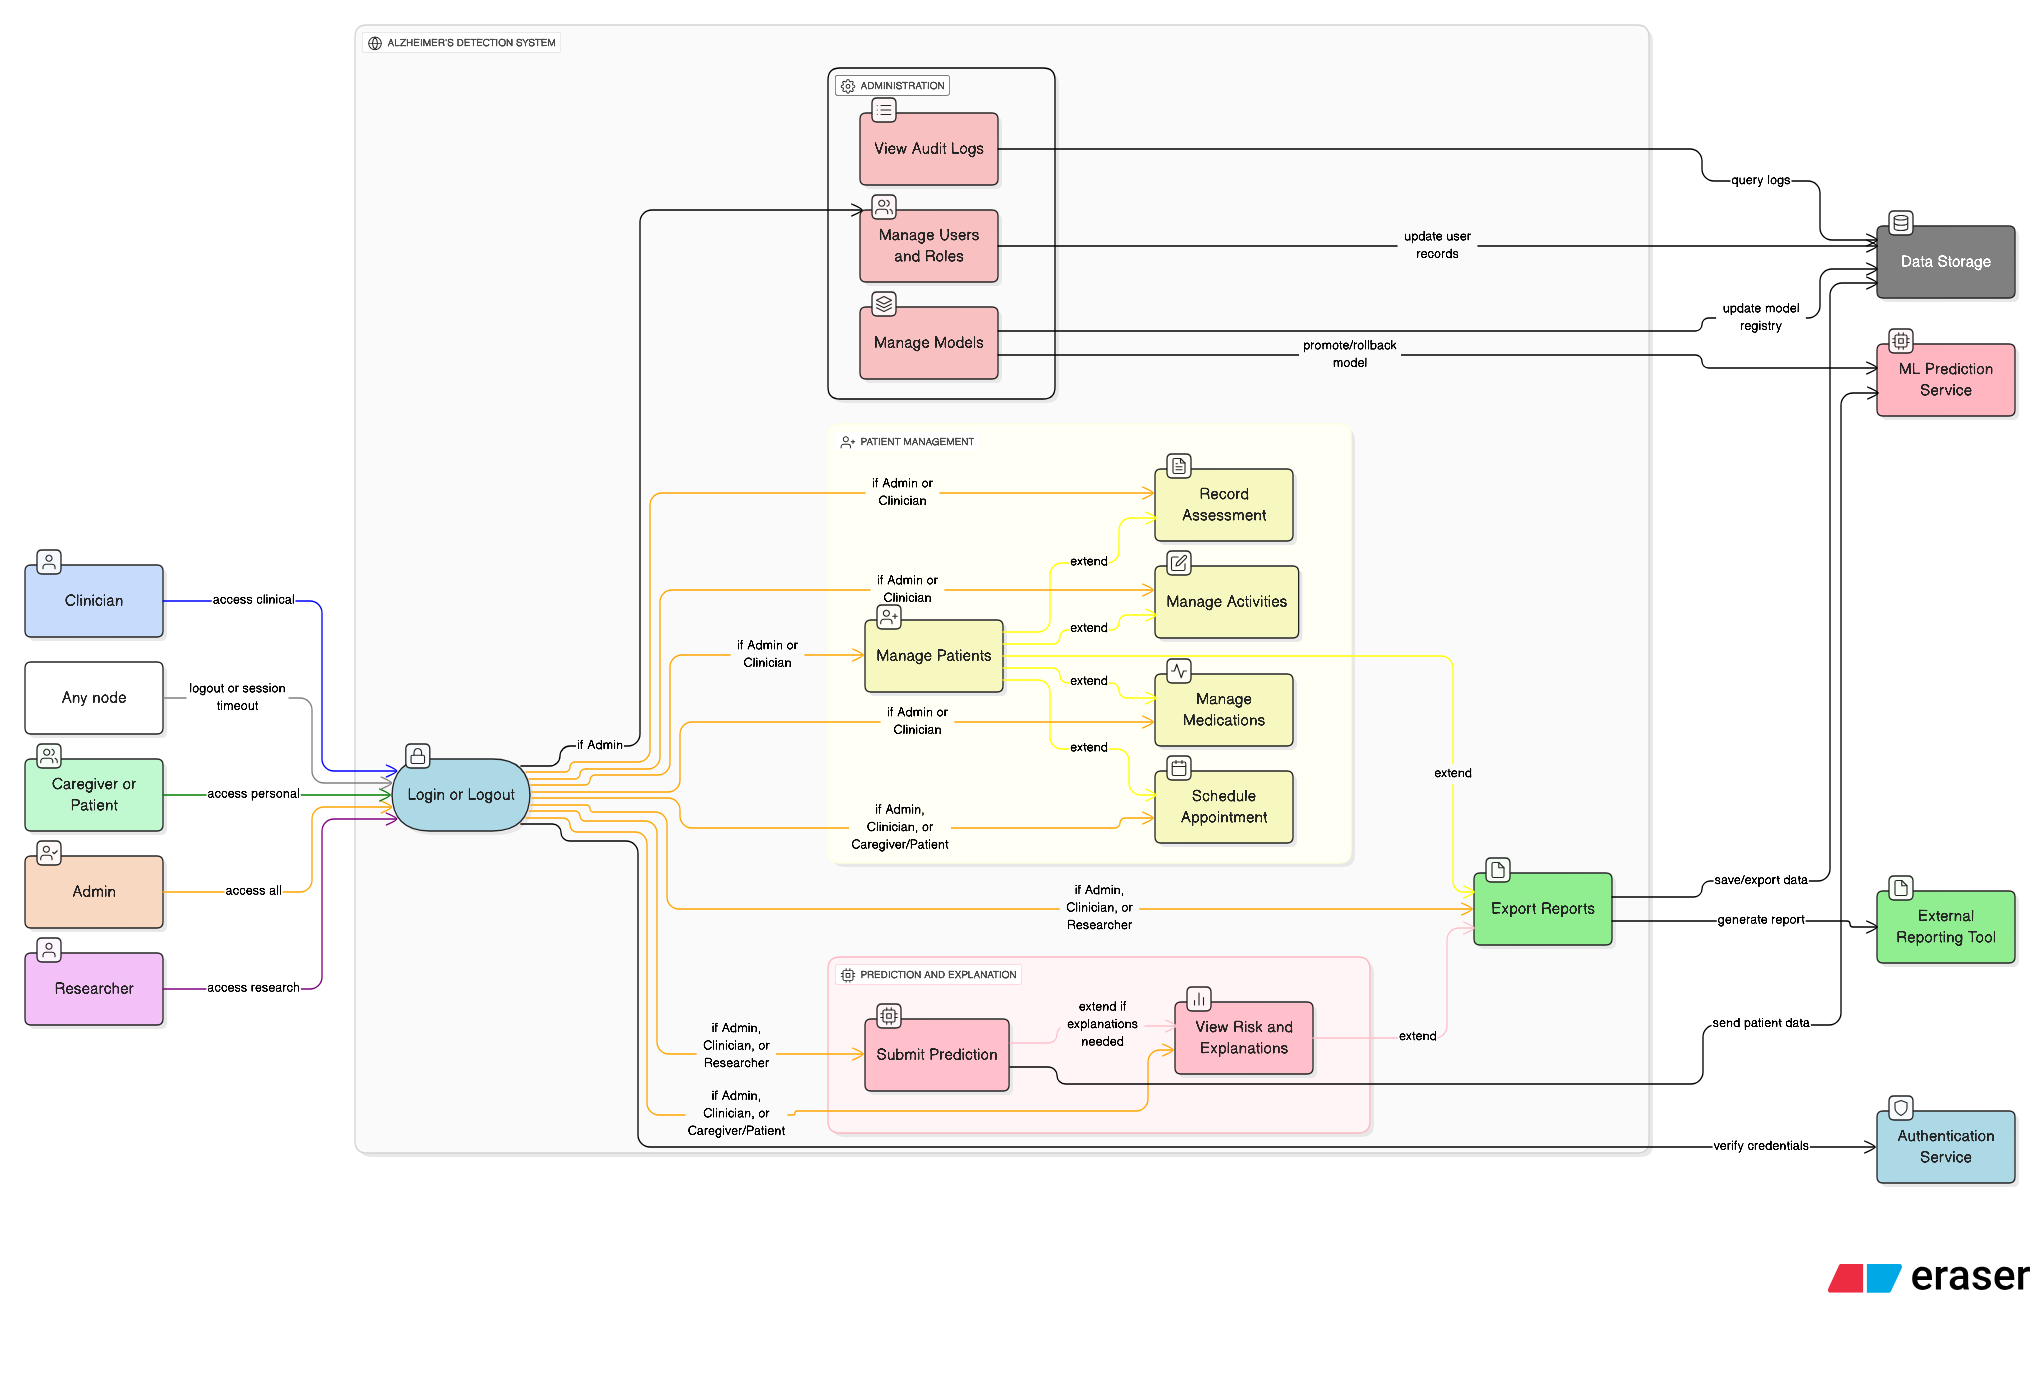 ALZHEIMER'S DETECTION SYSTEM
ADMINISTRATION
View Audit Logs
query logs
Manage Users
and Roles
update user
records
Data Storage
Manage Models
update model
registry
promote/rollback
model
ML Prediction
Service
PATIENT MANAGEMENT
if Admin or
Clinician
Record
Assessment
extend
if Admin or
Clinician
Manage Activities
extend
if Admin or
Clinician
Manage Patients
extend
Manage
Medications
if Admin or
Clinician
extend
Schedule
Appointment
if Admin,
Clinician, or
Caregiver/Patient
Clinician
access clinical
Any node
logout or session
timeout
Caregiver or
Patient
access personal
Admin
access all
Researcher
access research
Login or Logout
if Admin
extend
if Admin,
Clinician, or
Researcher
Export Reports
save/export data
generate report
External
Reporting Tool
PREDICTION AND EXPLANATION
if Admin,
Clinician, or
Researcher
Submit Prediction
extend if
explanations
needed
View Risk and
Explanations
extend
send patient data
if Admin,
Clinician, or
Caregiver/Patient
verify credentials
Authentication
Service
eraser